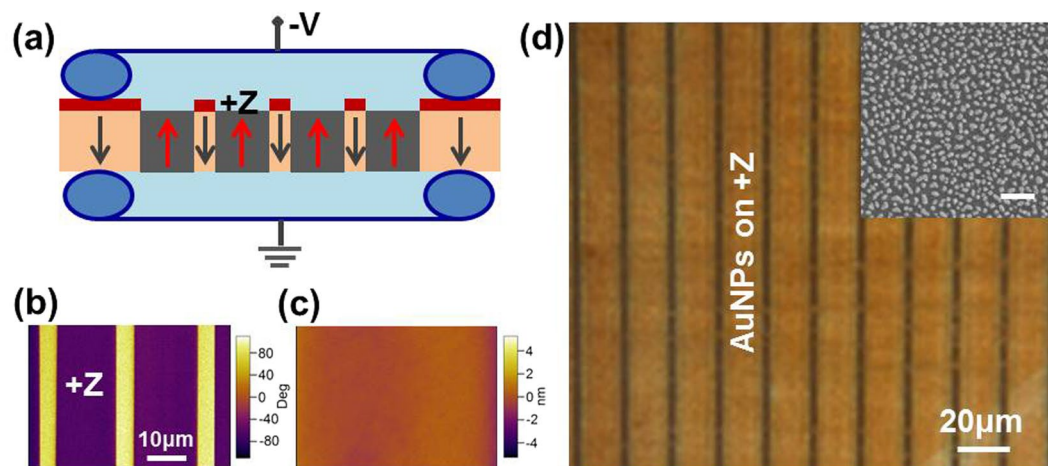 (a)
-V
+Z
(b)
+Z
10µm
80
40
0
-40
-80
Deg
(c)
4
2
0
-2
-4
nm
(d)
AuNPs on +Z
20µm